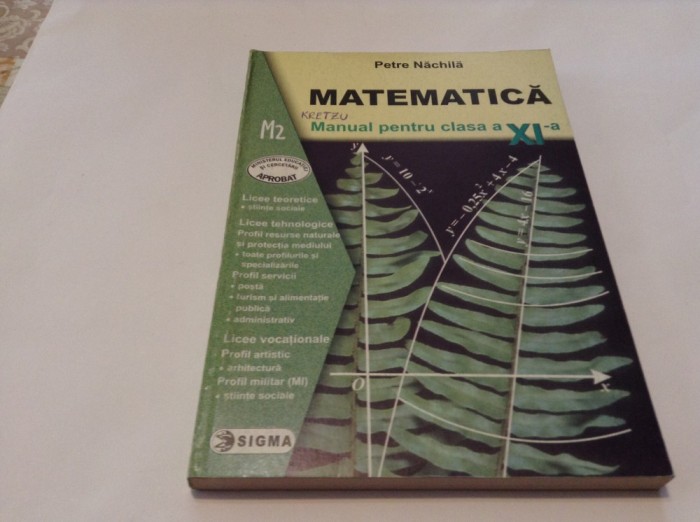 Petre Năchilă
MATEMATICĂ
KRETZU
Manual pentru clasa a XI-a
M2
MINISTERUL EDUCAȚIEI
ȘI CERCETĂRII
APROBAT
Licee teoretice
• științe sociale
Licee tehnologice
Profil resurse naturale
și protecția mediului
• toate profilurile și
specializările
Profil servicii
• poștă
• turism și alimentație
publică
• administrativ
Licee vocaționale
Profil artistic
• arhitectură
Profil militar (MI)
• științe sociale
SIGMA
y
y = 10 − 2ˣ
y = − 0,25x² + 4x − 4
y = 4x − 16
O
x